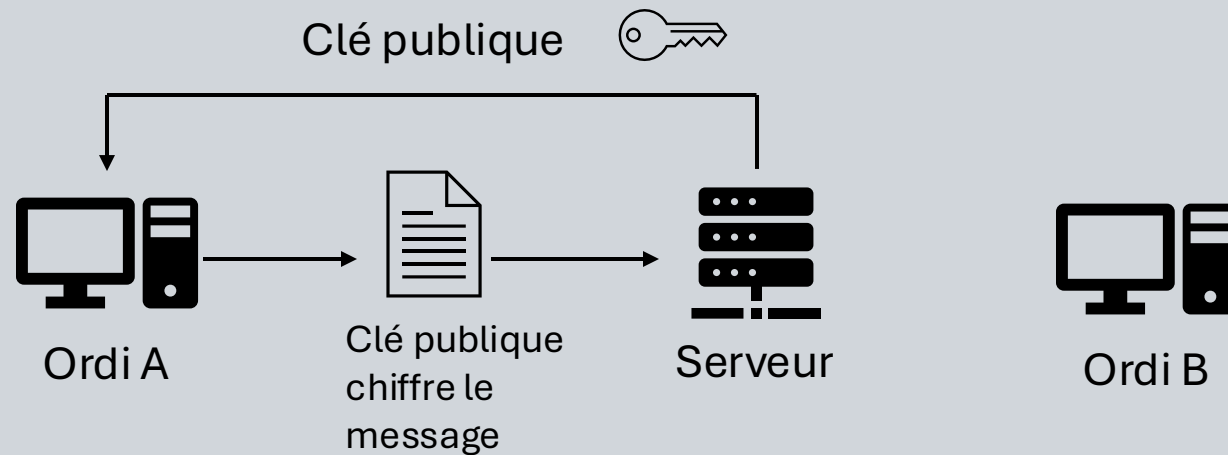 Clé publique
Ordi A
Clé publique
chiffre le
message
Serveur
Ordi B